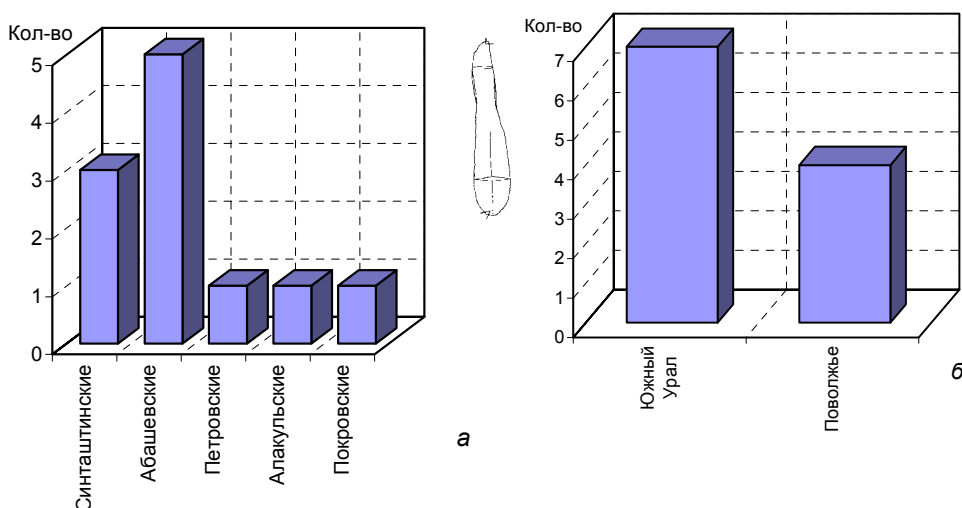 Кол-во
5
4
3
2
1
0
Синташтинские
Абашевские
Петровские
Алакульские
Покровские
а
Кол-во
7
6
5
4
3
2
1
0
Южный
Урал
Поволжье
б